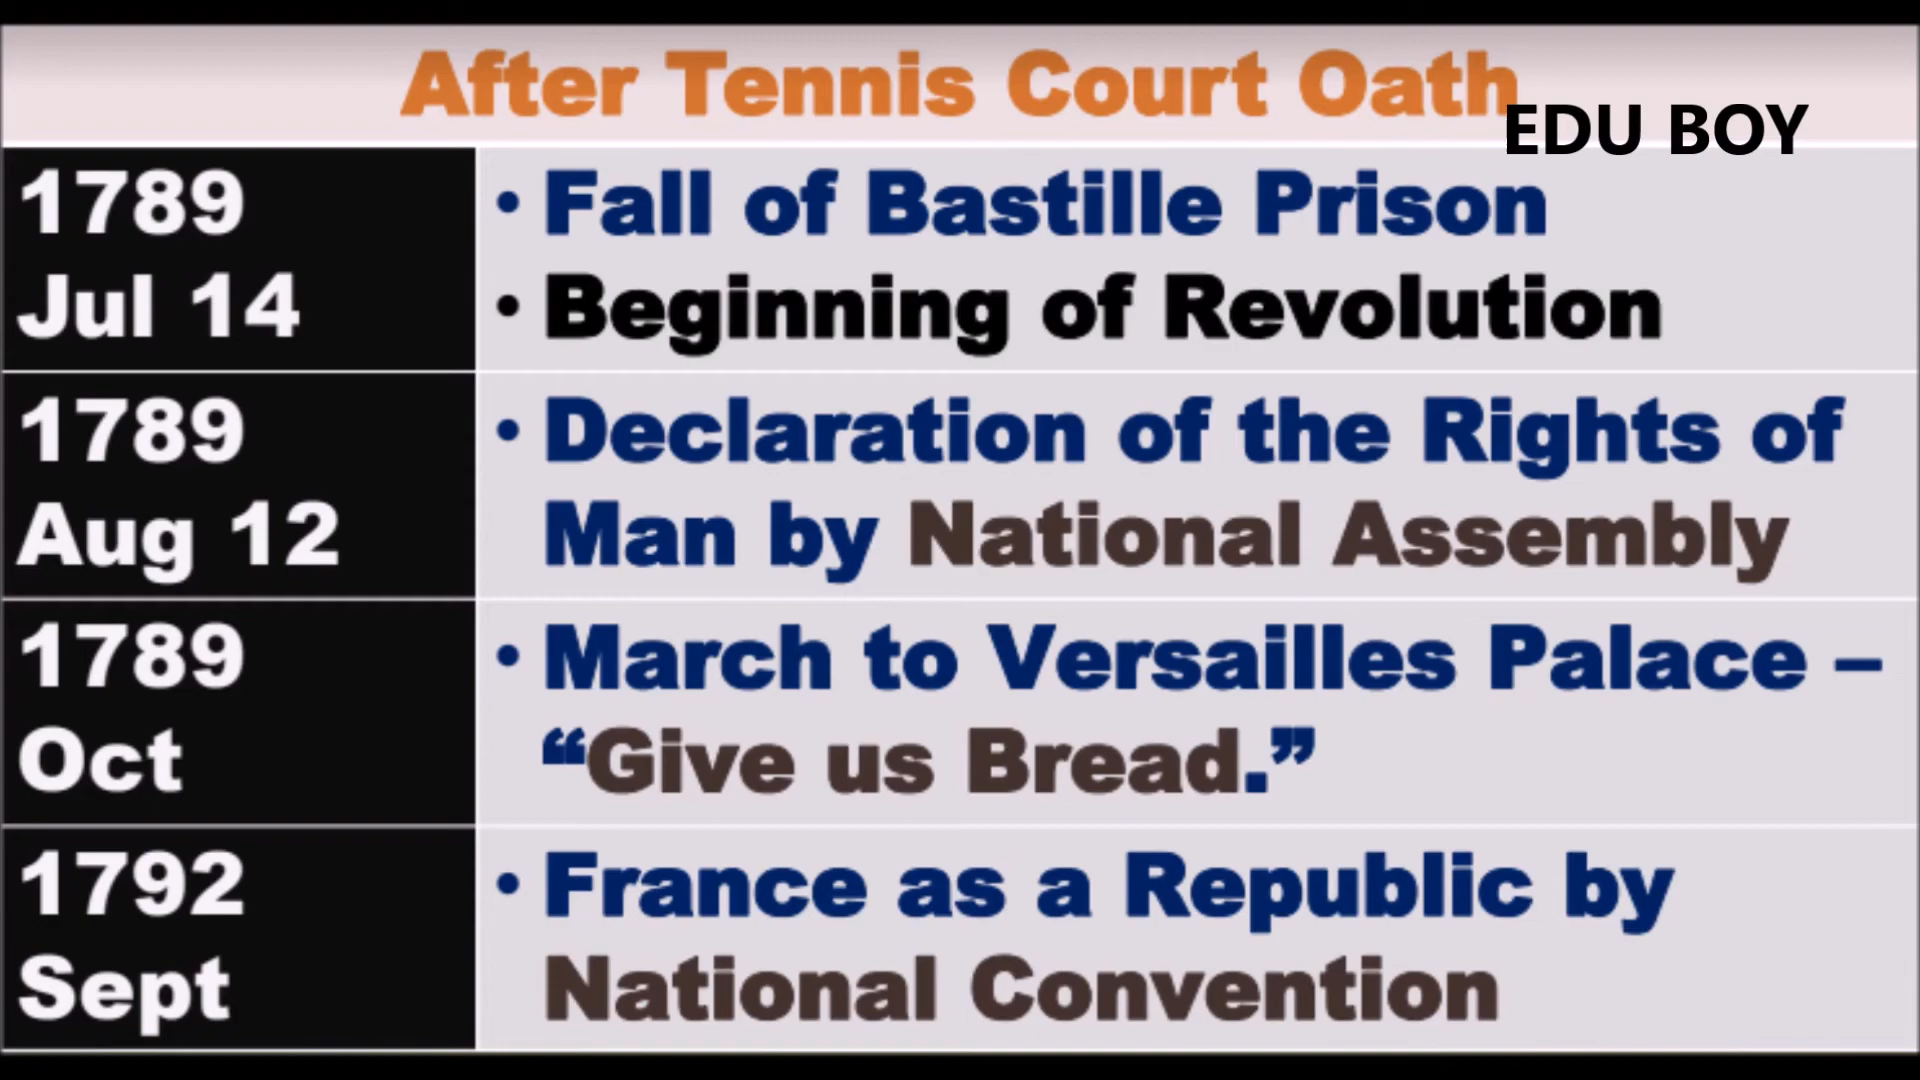 After Tennis Court Oath
EDU BOY
1789
Jul 14
• Fall of Bastille Prison
• Beginning of Revolution
1789
Aug 12
• Declaration of the Rights of
Man by National Assembly
1789
Oct
• March to Versailles Palace –
“Give us Bread.”
1792
Sept
• France as a Republic by
National Convention